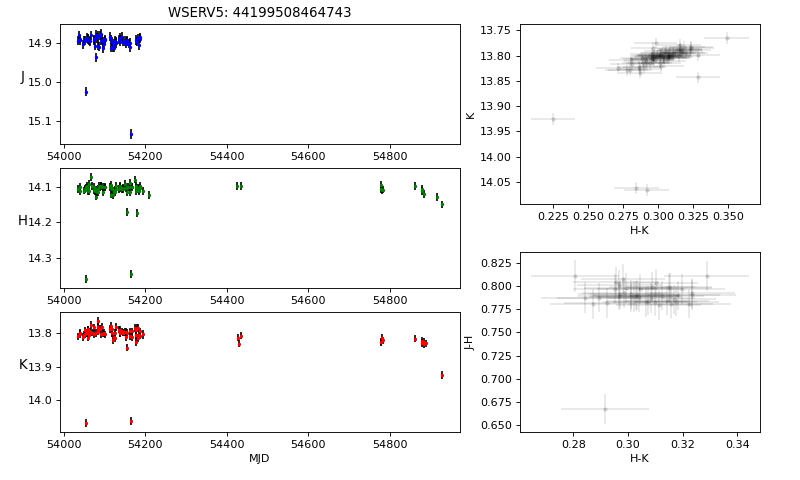 WSERV5: 44199508464743
J
14.9
15.0
15.1
54000 54200 54400 54600 54800
H
14.1
14.2
14.3
54000 54200 54400 54600 54800
K
13.8
13.9
14.0
54000 54200 54400 54600 54800
MJD
K
13.75
13.80
13.85
13.90
13.95
14.00
14.05
0.225 0.250 0.275 0.300 0.325 0.350
H-K
J-H
0.825
0.800
0.775
0.750
0.725
0.700
0.675
0.650
0.28 0.30 0.32 0.34
H-K